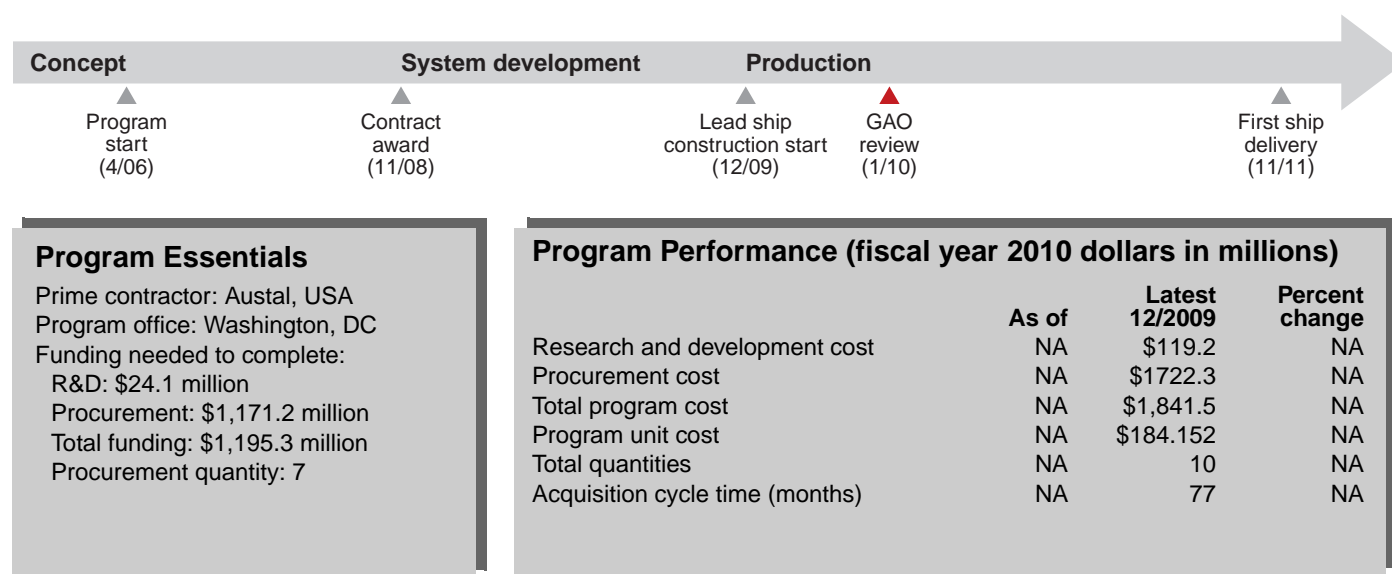 Concept System development Production
Program start (4/06)
Contract award (11/08)
Lead ship construction start (12/09)
GAO review (1/10)
First ship delivery (11/11)
Program Essentials
Prime contractor: Austal, USA
Program office: Washington, DC
Funding needed to complete:
R&D: $24.1 million
Procurement: $1,171.2 million
Total funding: $1,195.3 million
Procurement quantity: 7
Program Performance (fiscal year 2010 dollars in millions)
As of Latest 12/2009 Percent change
Research and development cost NA $119.2 NA
Procurement cost NA $1722.3 NA
Total program cost NA $1,841.5 NA
Program unit cost NA $184.152 NA
Total quantities NA 10 NA
Acquisition cycle time (months) NA 77 NA